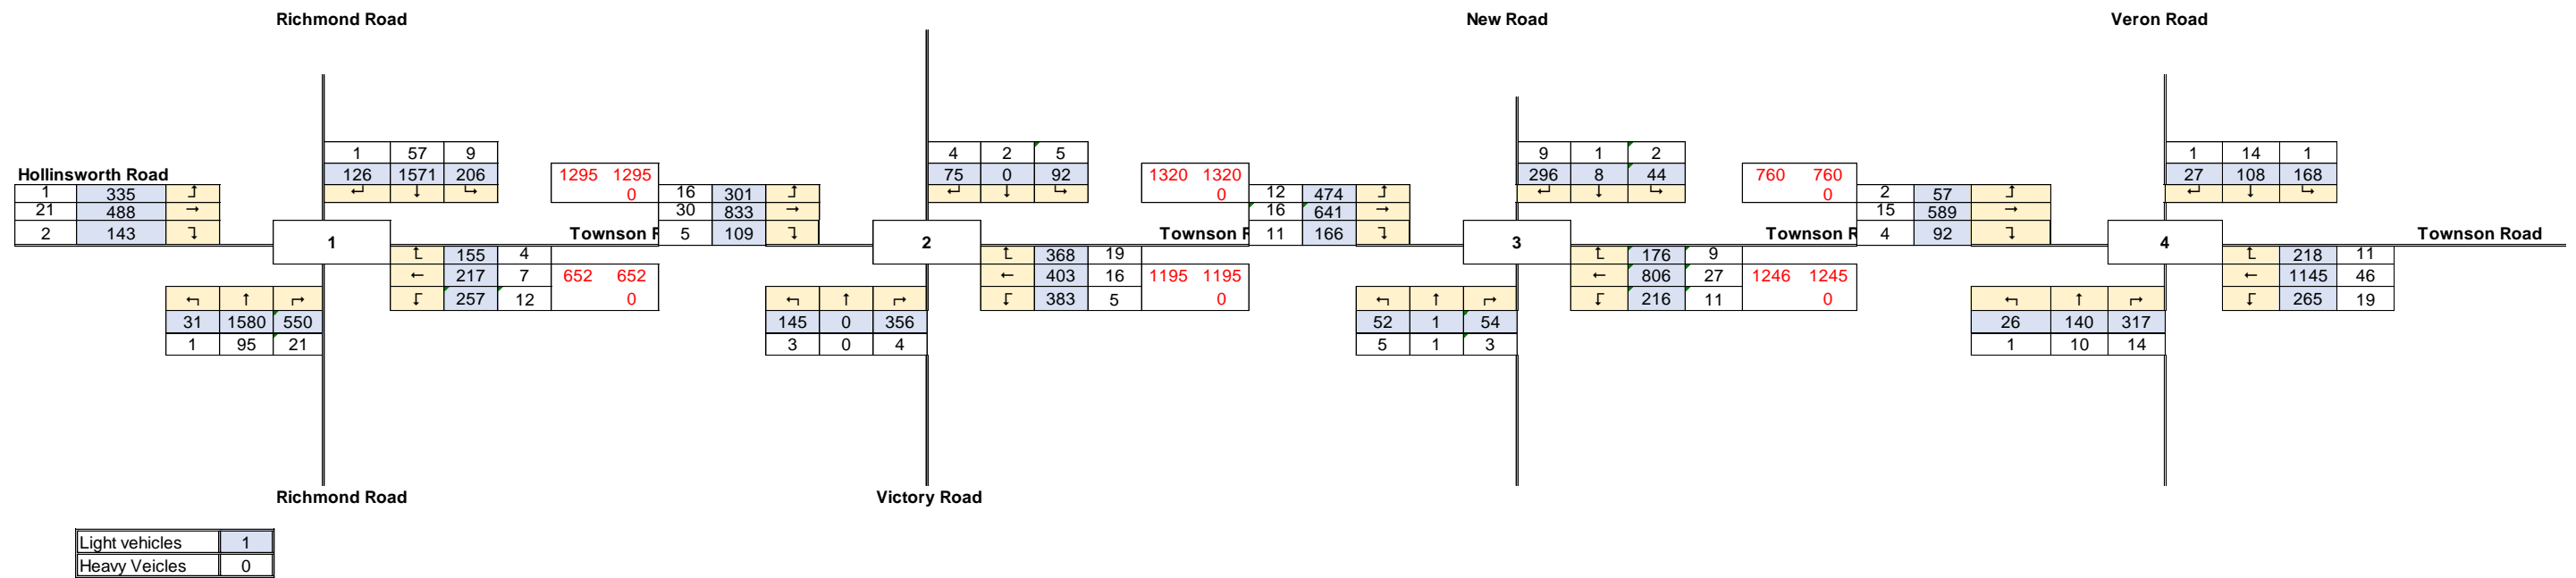 Richmond Road New Road Veron Road
1 57 9 4 2 5 9 1 2 1 14 1
Hollinsworth Road 126 1571 206 1295 1295 75 0 92 1320 1320 296 8 44 760 760 27 108 168
1 335 ⮥ ↵ ↓ ↳ 0 16 301 ⮥ ↵ ↓ ↳ 0 12 474 ⮥ ↵ ↓ ↳ 0 2 57 ⮥ ↵ ↓ ↳
21 488 → 30 833 → 16 641 → 15 589 →
2 143 ⮧ 1 Townson R 5 109 ⮧ 2 Townson R 11 166 ⮧ 3 Townson R 4 92 ⮧ 4 Townson Road
↥ 155 4 ↥ 368 19 ↥ 176 9 ↥ 218 11
← 217 7 652 652 ← 403 16 1195 1195 ← 806 27 1246 1245 ← 1145 46
↰ ↑ ↱ ↲ 257 12 0 ↰ ↑ ↱ ↲ 383 5 0 ↰ ↑ ↱ ↲ 216 11 0 ↰ ↑ ↱ ↲ 265 19
31 1580 550 145 0 356 52 1 54 26 140 317
1 95 21 3 0 4 5 1 3 1 10 14
Richmond Road Victory Road
Light vehicles 1
Heavy Veicles 0